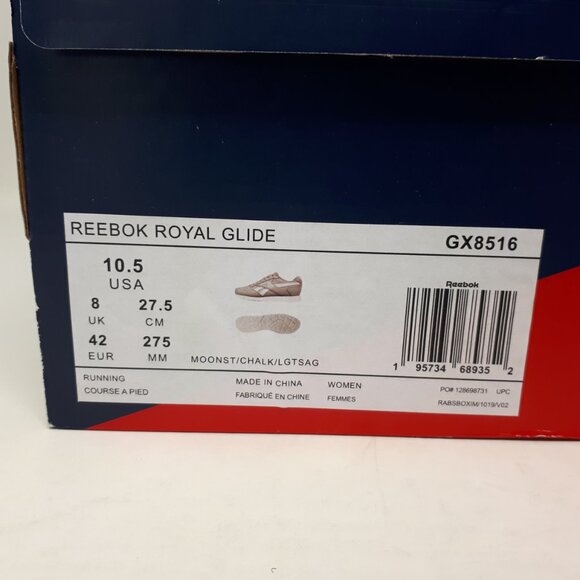 REEBOK ROYAL GLIDE GX8516
10.5
USA
8 27.5
UK CM
42 275
EUR MM
MOONST/CHALK/LGTSAG
Reebok
1 95734 68935 2
RUNNING MADE IN CHINA WOMEN PO# 128698731 UPC
COURSE A PIED FABRIQUÉ EN CHINE FEMMES RABSBOXIM/1019/V02